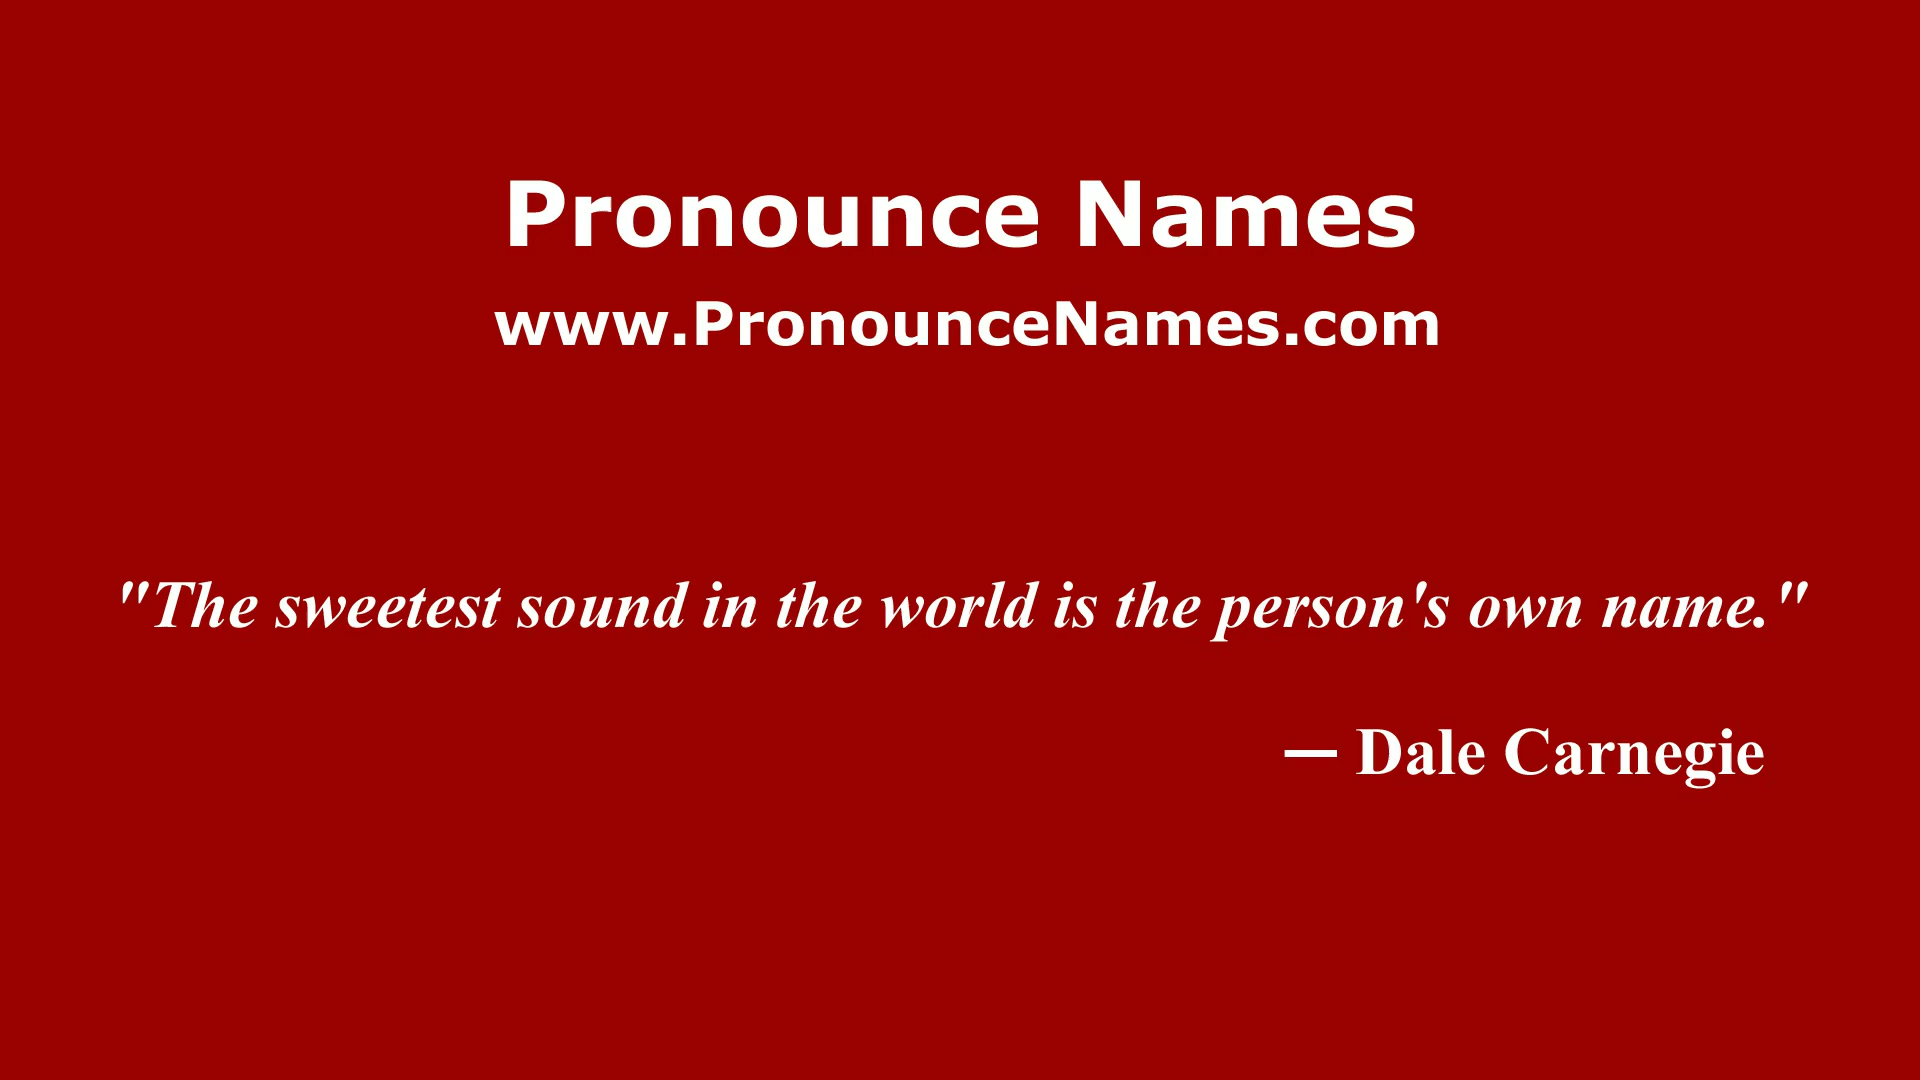 Pronounce Names
www.PronounceNames.com
"The sweetest sound in the world is the person's own name."
— Dale Carnegie